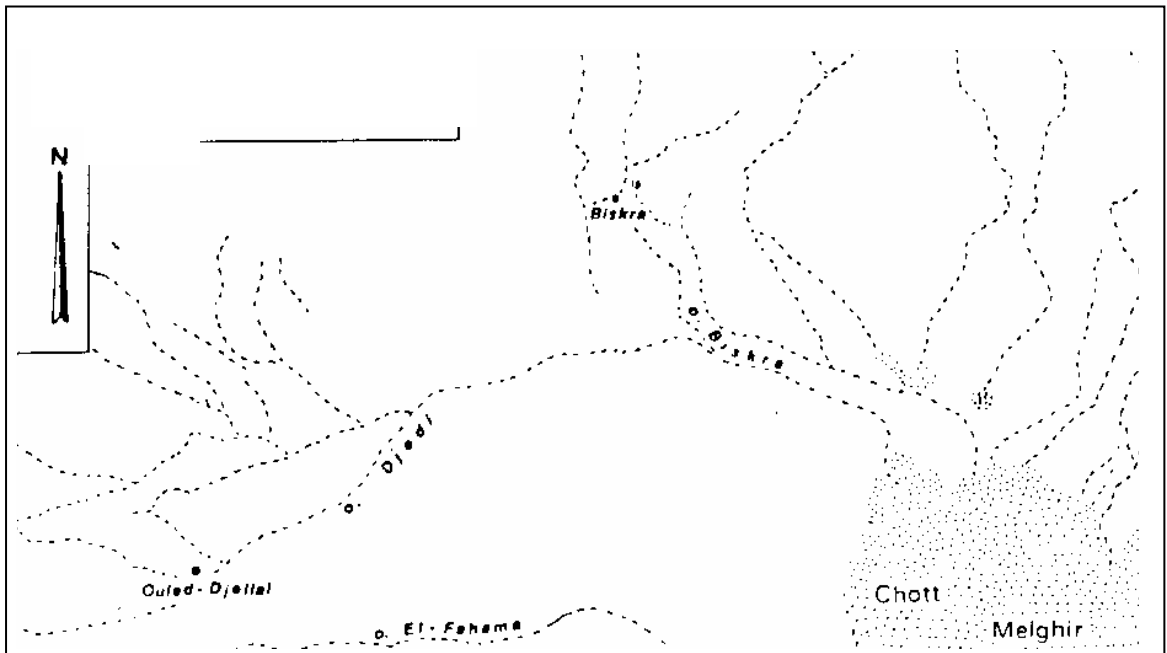 N
Biskra
o. Biskra
o. Djedi
Ouled-Djellal
o. El-Fahama
Chott
Melghir